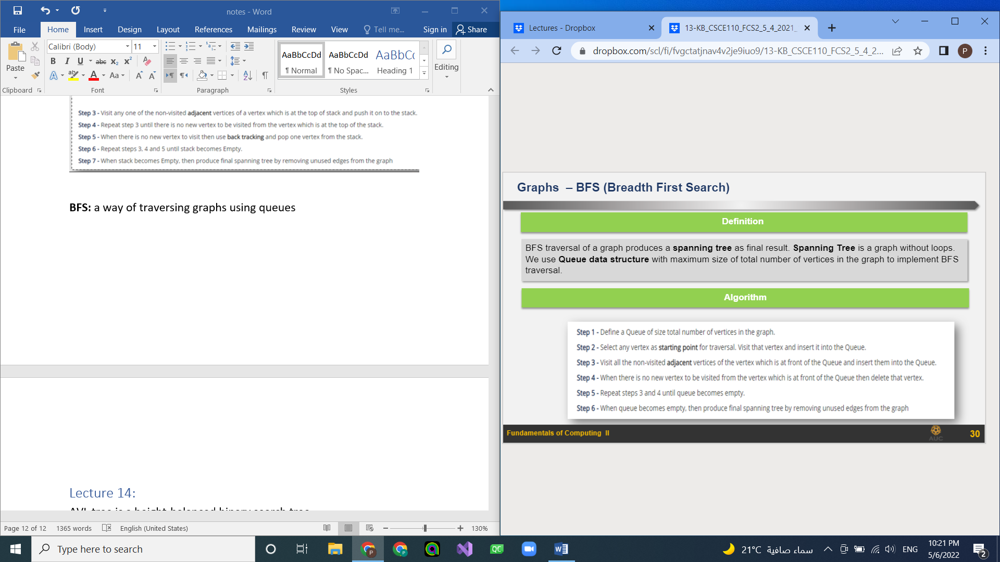 notes - Word
File
Home
Insert
Design
Layout
References
Mailings
Review
View
Tell me...
Sign in
Share
Paste
Clipboard
Calibri (Body)
11
Font
Paragraph
AaBbCcDd
¶ Normal
AaBbCcDd
¶ No Spac...
AaBbC
Heading 1
Styles
Editing
Step 3 - Visit any one of the non-visited adjacent vertices of a vertex which is at the top of stack and push it on to the stack.
Step 4 - Repeat step 3 until there is no new vertex to be visited from the vertex which is at the top of the stack.
Step 5 - When there is no new vertex to visit then use back tracking and pop one vertex from the stack.
Step 6 - Repeat steps 3, 4 and 5 until stack becomes Empty.
Step 7 - When stack becomes Empty, then produce final spanning tree by removing unused edges from the graph
BFS: a way of traversing graphs using queues
Lecture 14:
AVL tree is a height-balanced binary search tree
Page 12 of 12
1365 words
English (United States)
130%
Lectures - Dropbox
13-KB_CSCE110_FCS2_5_4_2021_
dropbox.com/scl/fi/fvgctatjnav4v2je9iuo9/13-KB_CSCE110_FCS2_5_4_2...
P
Graphs – BFS (Breadth First Search)
Definition
BFS traversal of a graph produces a spanning tree as final result. Spanning Tree is a graph without loops.
We use Queue data structure with maximum size of total number of vertices in the graph to implement BFS
traversal.
Algorithm
Step 1 - Define a Queue of size total number of vertices in the graph.
Step 2 - Select any vertex as starting point for traversal. Visit that vertex and insert it into the Queue.
Step 3 - Visit all the non-visited adjacent vertices of the vertex which is at front of the Queue and insert them into the Queue.
Step 4 - When there is no new vertex to be visited from the vertex which is at front of the Queue then delete that vertex.
Step 5 - Repeat steps 3 and 4 until queue becomes empty.
Step 6 - When queue becomes empty, then produce final spanning tree by removing unused edges from the graph
Fundamentals of Computing II
AUC
30
Type here to search
QC
21°C سماء صافية
ENG
10:21 PM
5/6/2022
2